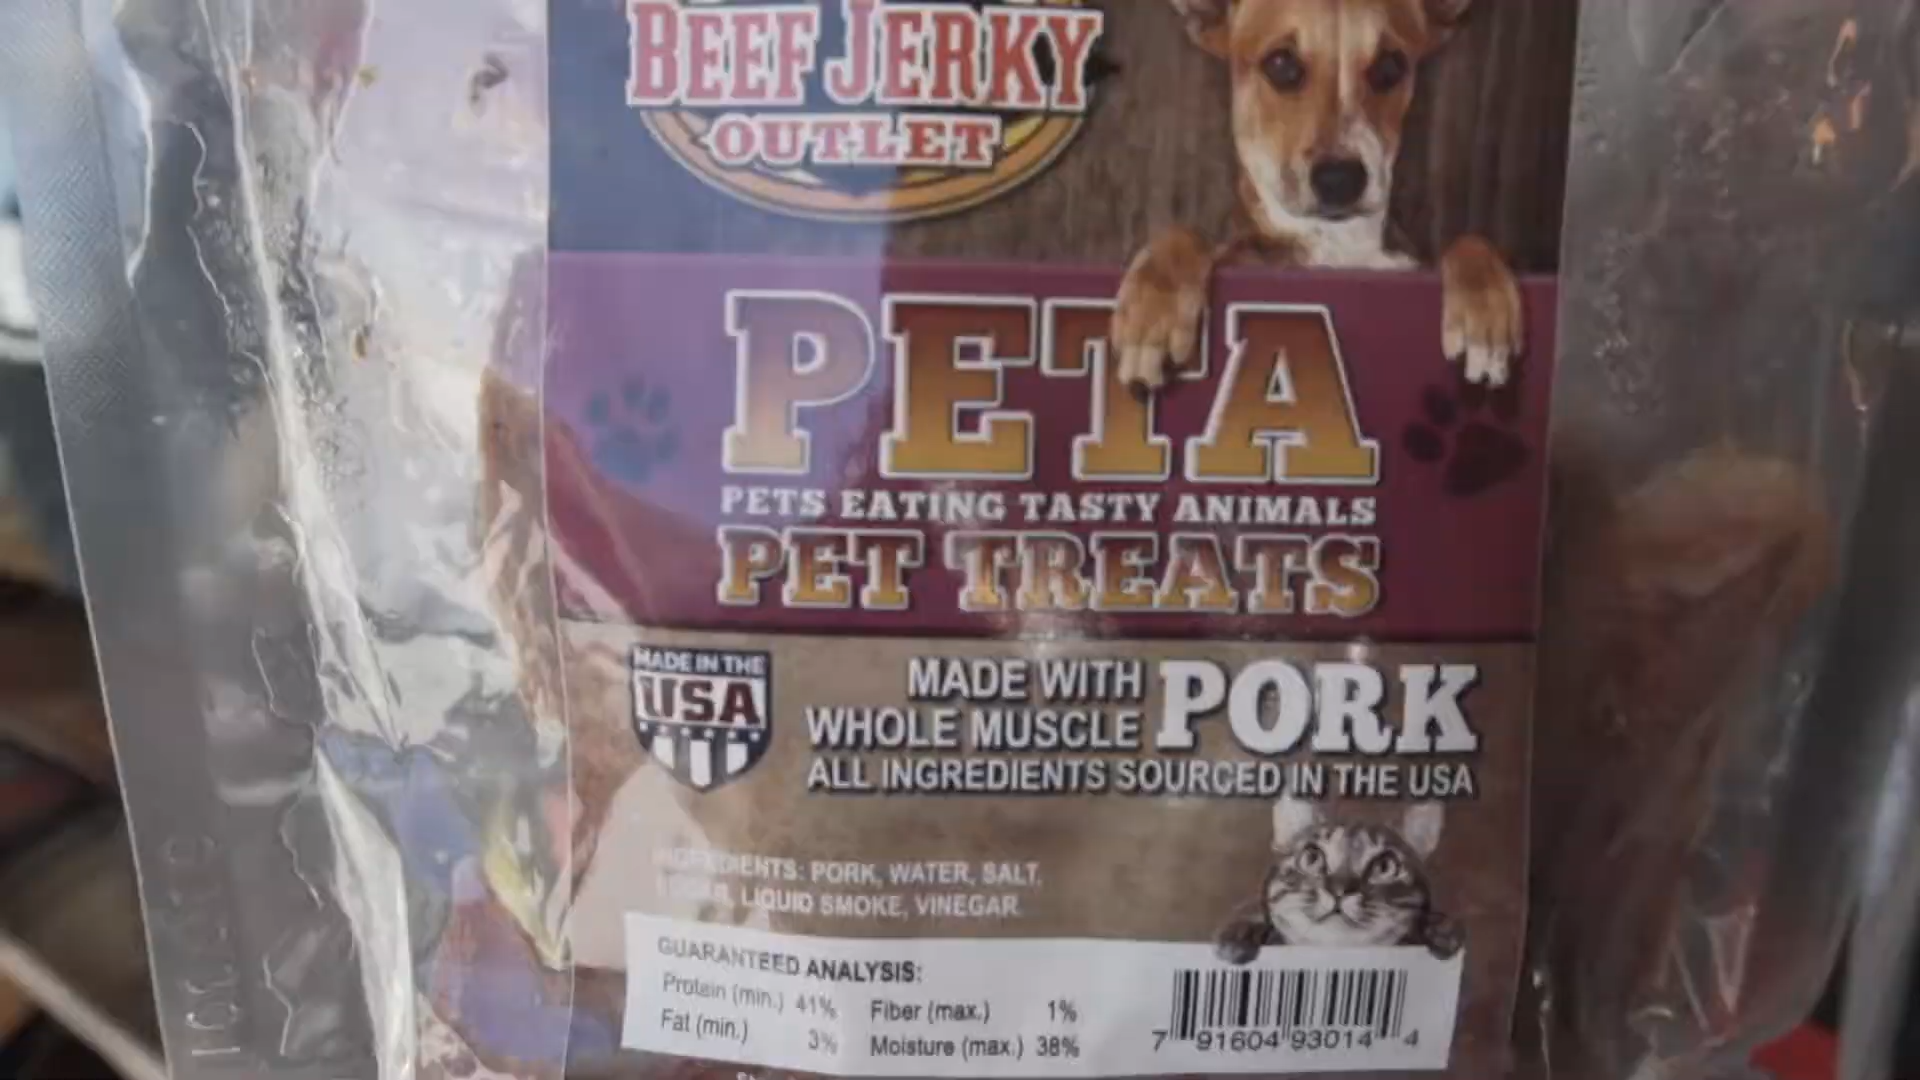 BEEF JERKY
OUTLET
PETA
PETS EATING TASTY ANIMALS
PET TREATS
MADE IN THE
USA
MADE WITH
WHOLE MUSCLE PORK
ALL INGREDIENTS SOURCED IN THE USA
INGREDIENTS: PORK, WATER, SALT,
LIQUID SMOKE, VINEGAR
GUARANTEED ANALYSIS:
Protein (min.) 41% Fiber (max.) 1%
Fat (min.) 3% Moisture (max.) 38%
7 91604 93014 4